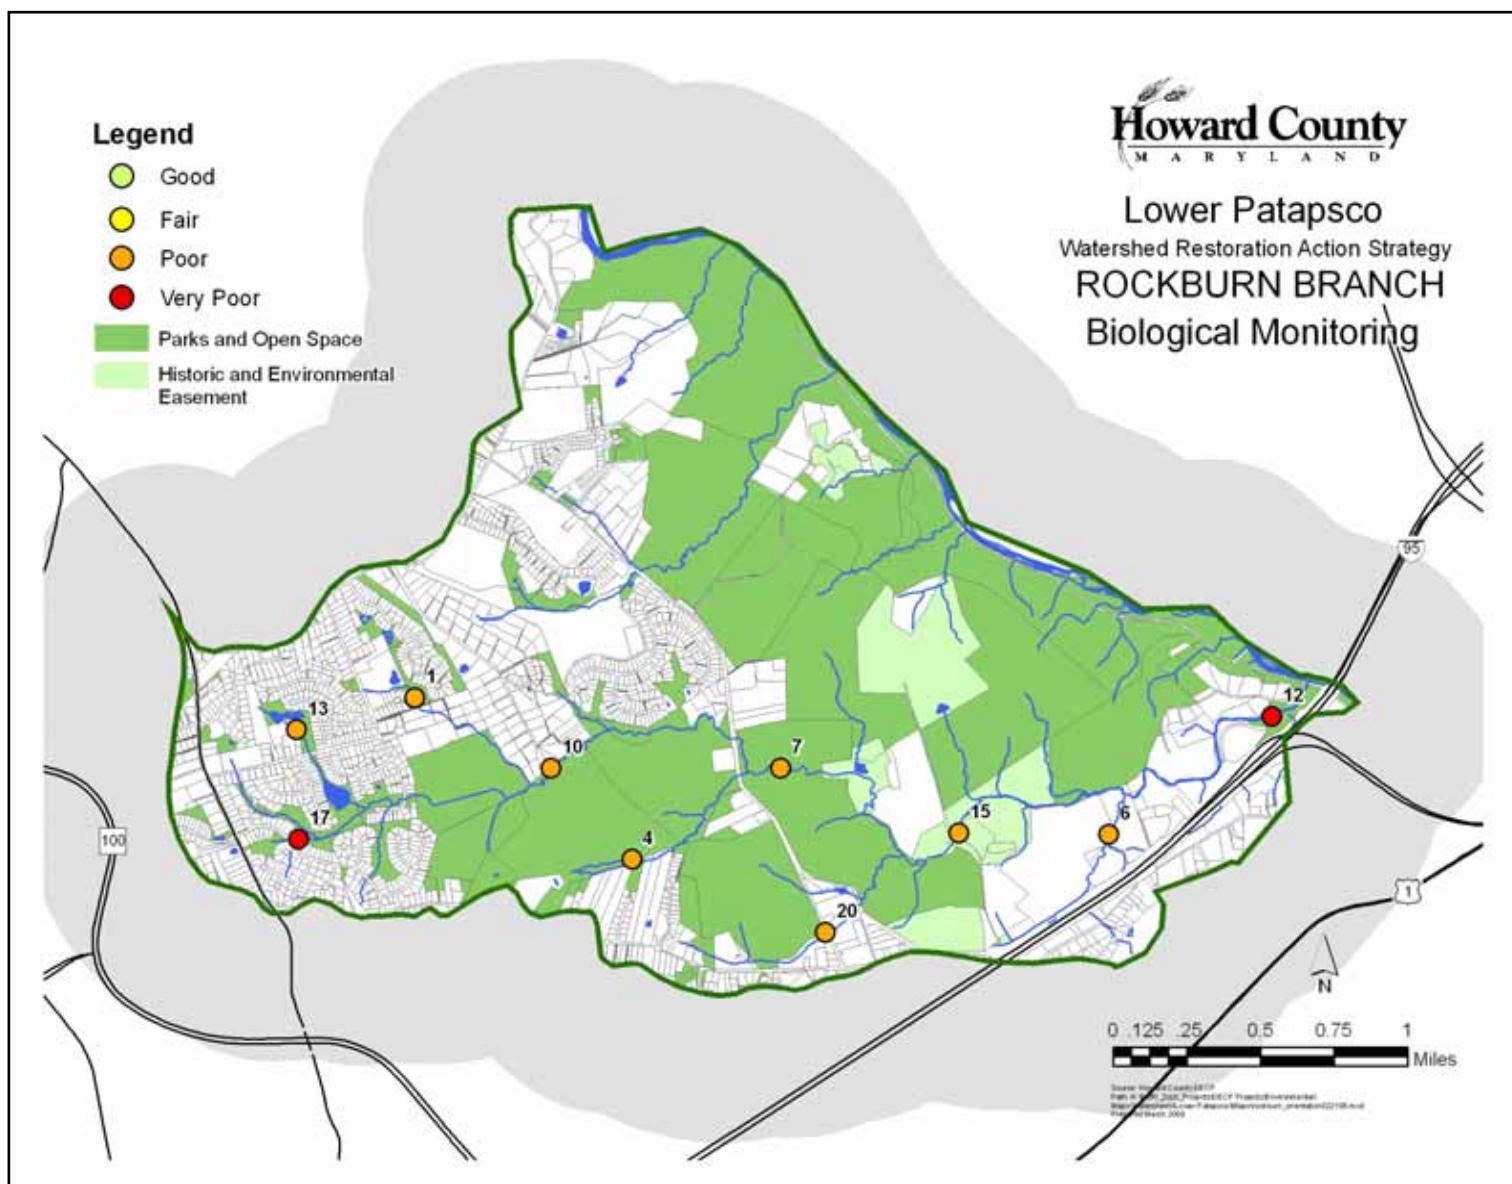 Legend
Good
Fair
Poor
Very Poor
Parks and Open Space
Historic and Environmental
Easement
Howard County
MARYLAND
Lower Patapsco
Watershed Restoration Action Strategy
ROCKBURN BRANCH
Biological Monitoring
95
1
13
12
10
7
17
15
6
100
4
1
20
N
0 .125 .25 0.5 0.75 1
Miles